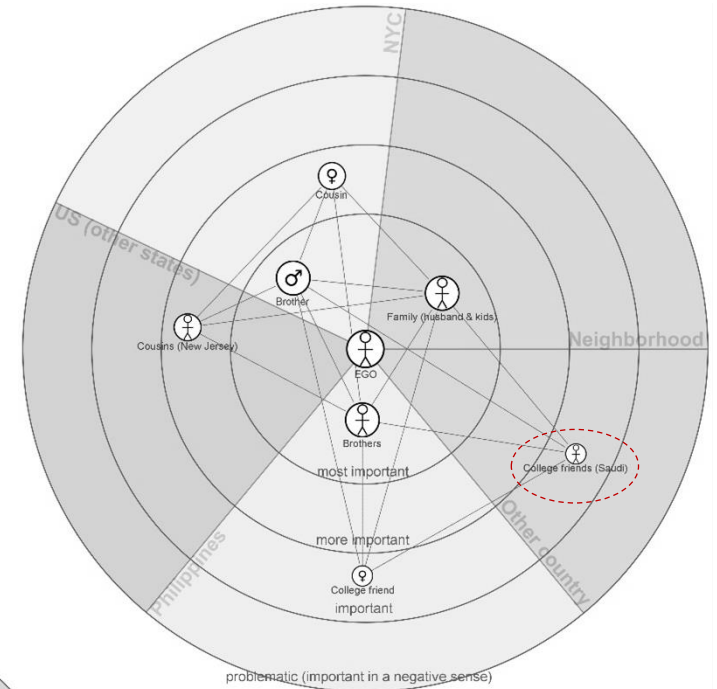 NYC
Cousin
US (other states)
Brother
Family (husband & kids)
Cousins (New Jersey)
Neighborhood
EGO
Brothers
most important
College friends (Saudi)
Other country
more important
Philippines
College friend
important
problematic (important in a negative sense)